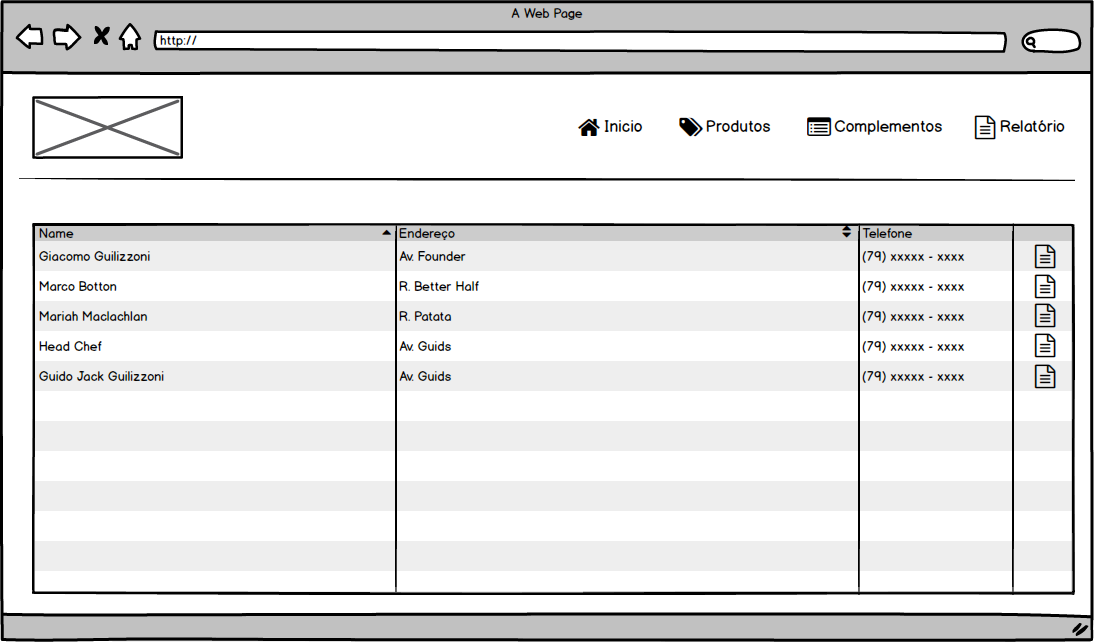 A Web Page
http://
Inicio Produtos Complementos Relatório
Name Endereço Telefone
Giacomo Guilizzoni Av. Founder (79) xxxxx - xxxx
Marco Botton R. Better Half (79) xxxxx - xxxx
Mariah Maclachlan R. Patata (79) xxxxx - xxxx
Head Chef Av. Guids (79) xxxxx - xxxx
Guido Jack Guilizzoni Av. Guids (79) xxxxx - xxxx